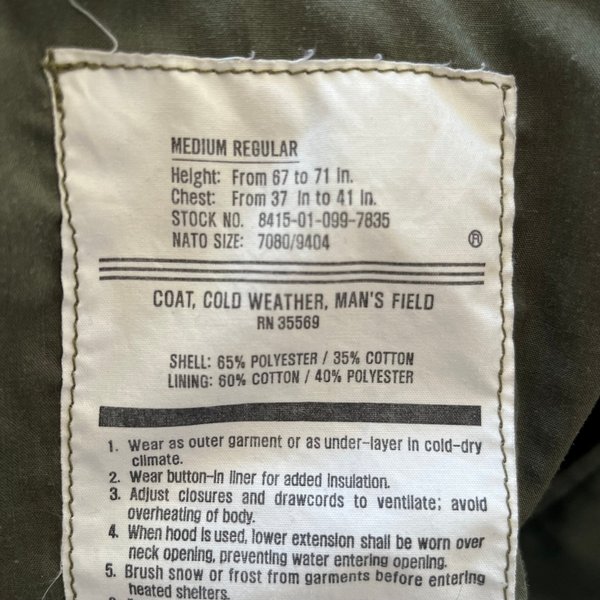 MEDIUM REGULAR
Height: From 67 to 71 in.
Chest: From 37 in to 41 in.
STOCK NO. 8415-01-099-7835
NATO SIZE: 7080/9404 ®
COAT, COLD WEATHER, MAN'S FIELD
RN 35569
SHELL: 65% POLYESTER / 35% COTTON
LINING: 60% COTTON / 40% POLYESTER
1. Wear as outer garment or as under-layer in cold-dry
climate.
2. Wear button-in liner for added insulation.
3. Adjust closures and drawcords to ventilate; avoid
overheating of body.
4. When hood is used, lower extension shall be worn over
neck opening, preventing water entering opening.
5. Brush snow or frost from garments before entering
heated shelters.